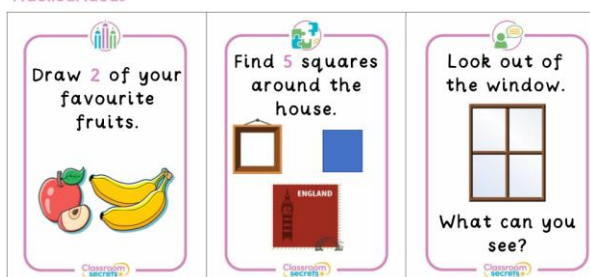 Draw 2 of your
favourite
fruits.
Classroom
Secrets
Find 5 squares
around the
house.
ENGLAND
Classroom
Secrets
Look out of
the window.
What can you
see?
Classroom
Secrets